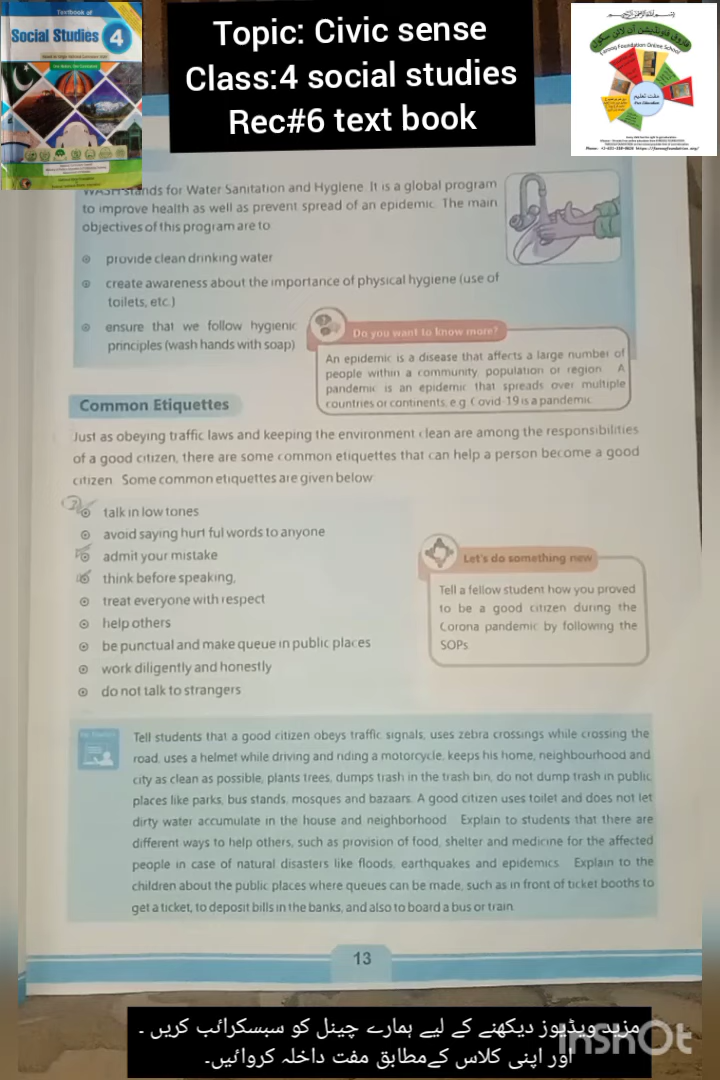 Textbook of
Social Studies 4
Topic: Civic sense
Class:4 social studies
Rec#6 text book
فاروق فاؤنڈیشن آن لائن سکول
Farooq Foundation Online School
مفت تعلیم
Free Education
WASH stands for Water Sanitation and Hygiene. It is a global program
to improve health as well as prevent spread of an epidemic. The main
objectives of this program are to
provide clean drinking water
create awareness about the importance of physical hygiene (use of
toilets, etc.)
ensure that we follow hygienic
principles (wash hands with soap)
Do you want to know more?
An epidemic is a disease that affects a large number of
people within a community, population or region. A
pandemic is an epidemic that spreads over multiple
countries or continents, e.g. Covid-19 is a pandemic
Common Etiquettes
Just as obeying traffic laws and keeping the environment clean are among the responsibilities
of a good citizen, there are some common etiquettes that can help a person become a good
citizen. Some common etiquettes are given below
talk in low tones
avoid saying hurt ful words to anyone
admit your mistake
think before speaking,
treat everyone with respect
help others
be punctual and make queue in public places
work diligently and honestly
do not talk to strangers
Let's do something new
Tell a fellow student how you proved
to be a good citizen during the
Corona pandemic by following the
SOPs
Tell students that a good citizen obeys traffic signals, uses zebra crossings while crossing the
road, uses a helmet while driving and riding a motorcycle, keeps his home, neighbourhood and
city as clean as possible, plants trees, dumps trash in the trash bin, do not dump trash in public
places like parks, bus stands, mosques and bazaars. A good citizen uses toilet and does not let
dirty water accumulate in the house and neighborhood. Explain to students that there are
different ways to help others, such as provision of food, shelter and medicine for the affected
people in case of natural disasters like floods, earthquakes and epidemics. Explain to the
children about the public places where queues can be made, such as in front of ticket booths to
get a ticket, to deposit bills in the banks, and also to board a bus or train.
13
مزید ویڈیوز دیکھنے کے لیے ہمارے چینل کو سبسکرائب کریں ۔
اور اپنی کلاس کےمطابق مفت داخلہ کروائیں۔
InShOt